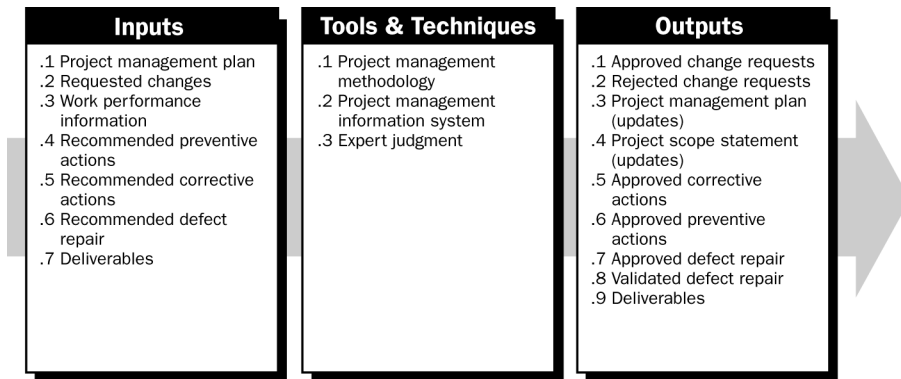 Inputs
.1 Project management plan
.2 Requested changes
.3 Work performance
information
.4 Recommended preventive
actions
.5 Recommended corrective
actions
.6 Recommended defect
repair
.7 Deliverables
Tools & Techniques
.1 Project management
methodology
.2 Project management
information system
.3 Expert judgment
Outputs
.1 Approved change requests
.2 Rejected change requests
.3 Project management plan
(updates)
.4 Project scope statement
(updates)
.5 Approved corrective
actions
.6 Approved preventive
actions
.7 Approved defect repair
.8 Validated defect repair
.9 Deliverables